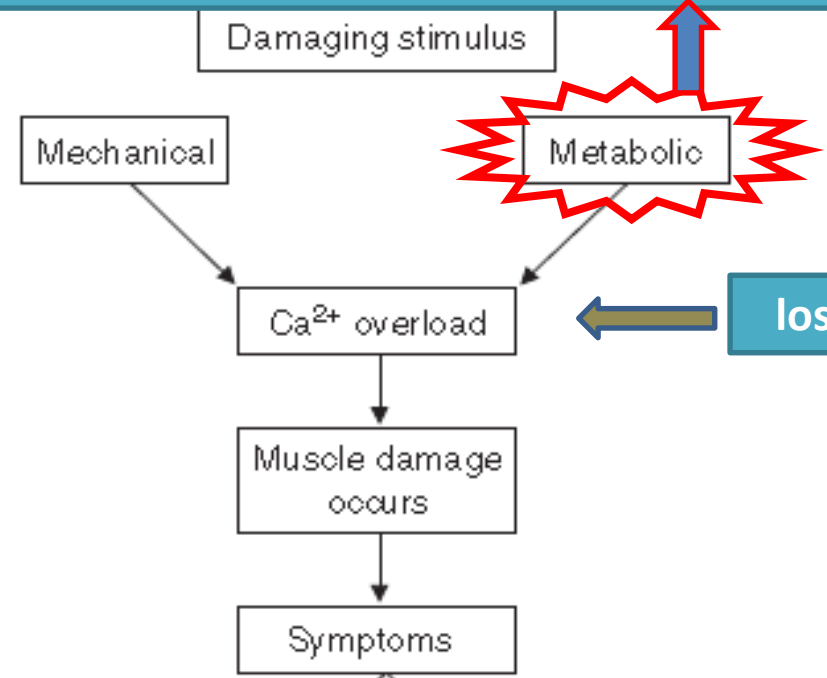 Damaging stimulus
Mechanical
Metabolic
Ca²⁺ overload
los
Muscle damage
occurs
Symptoms